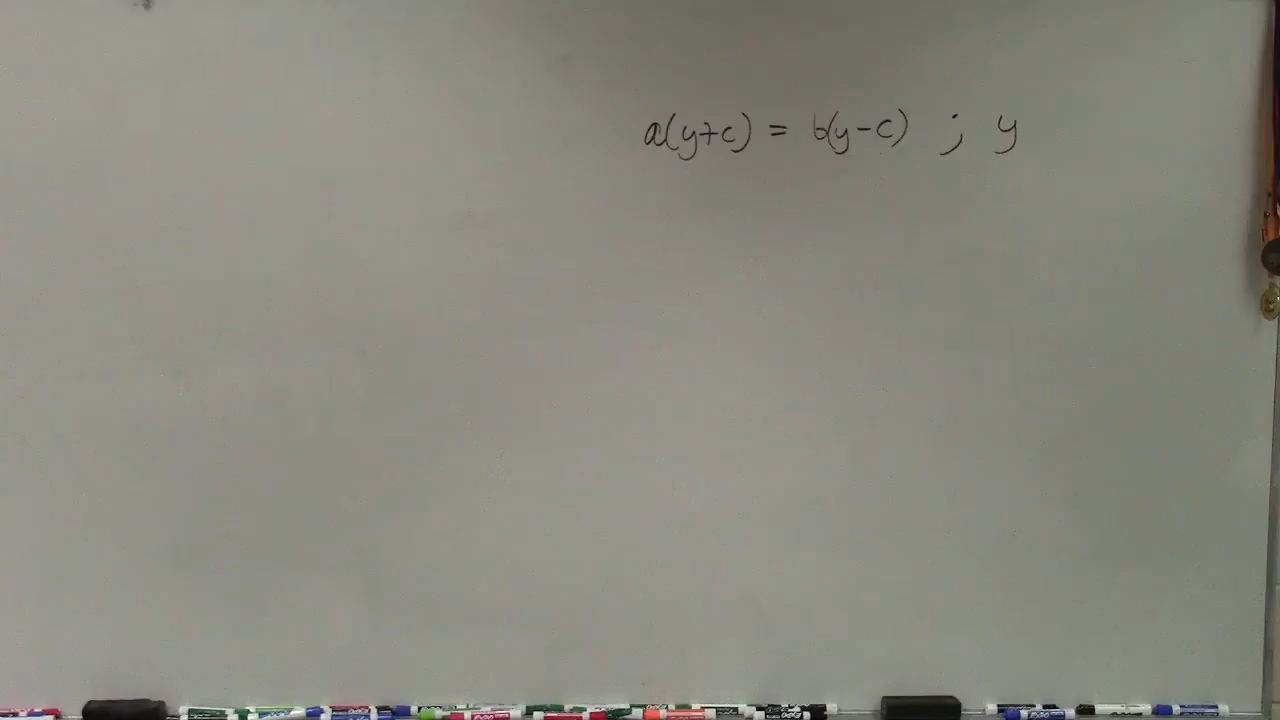 a(y+c) = b(y-c) ; y